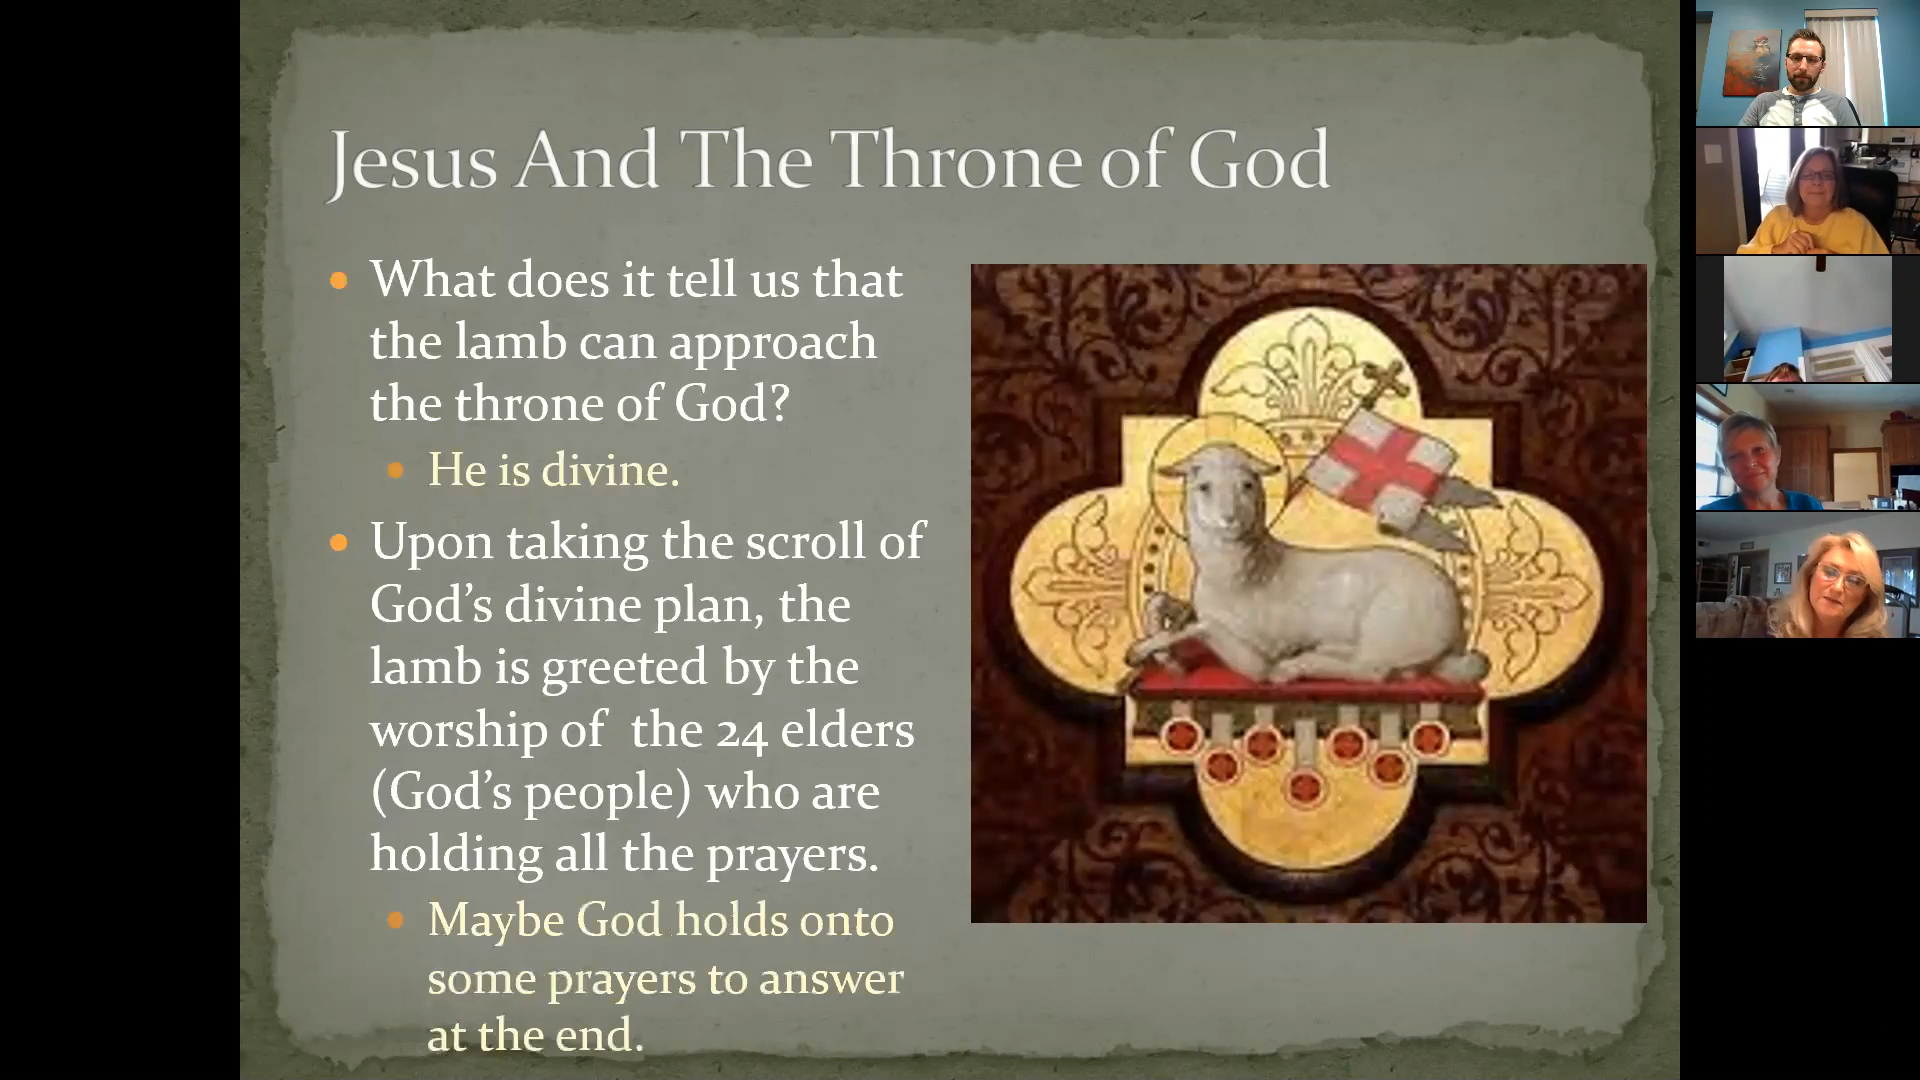 Jesus And The Throne of God
What does it tell us that
the lamb can approach
the throne of God?
He is divine.
Upon taking the scroll of
God's divine plan, the
lamb is greeted by the
worship of  the 24 elders
(God's people) who are
holding all the prayers.
Maybe God holds onto
some prayers to answer
at the end.